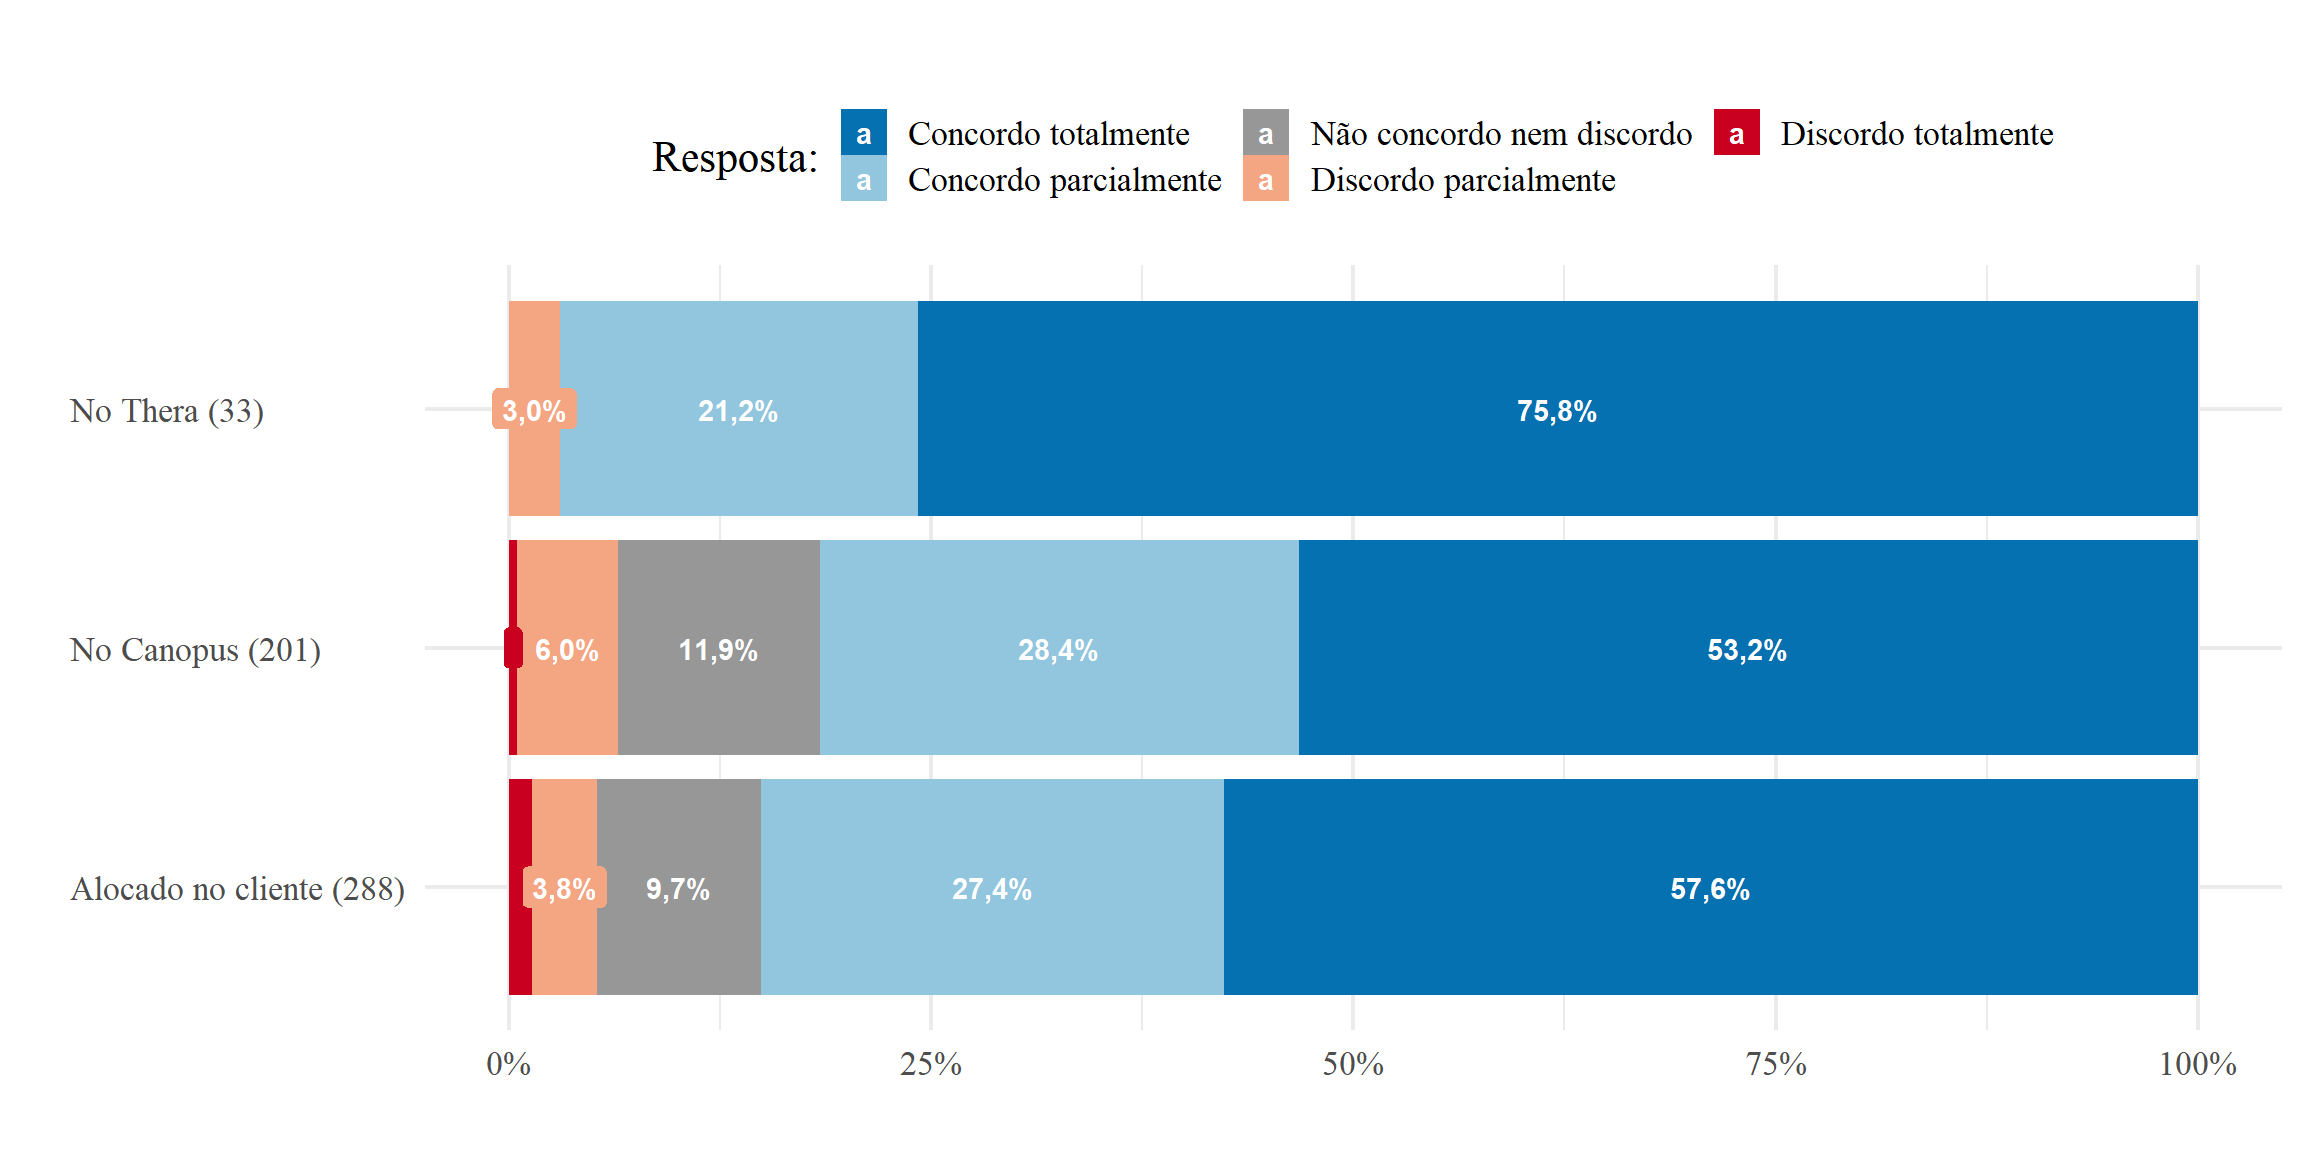 Resposta:
a Concordo totalmente a Não concordo nem discordo a Discordo totalmente
a Concordo parcialmente a Discordo parcialmente
No Thera (33) 3,0% 21,2% 75,8%
No Canopus (201) 6,0% 11,9% 28,4% 53,2%
Alocado no cliente (288) 3,8% 9,7% 27,4% 57,6%
0% 25% 50% 75% 100%